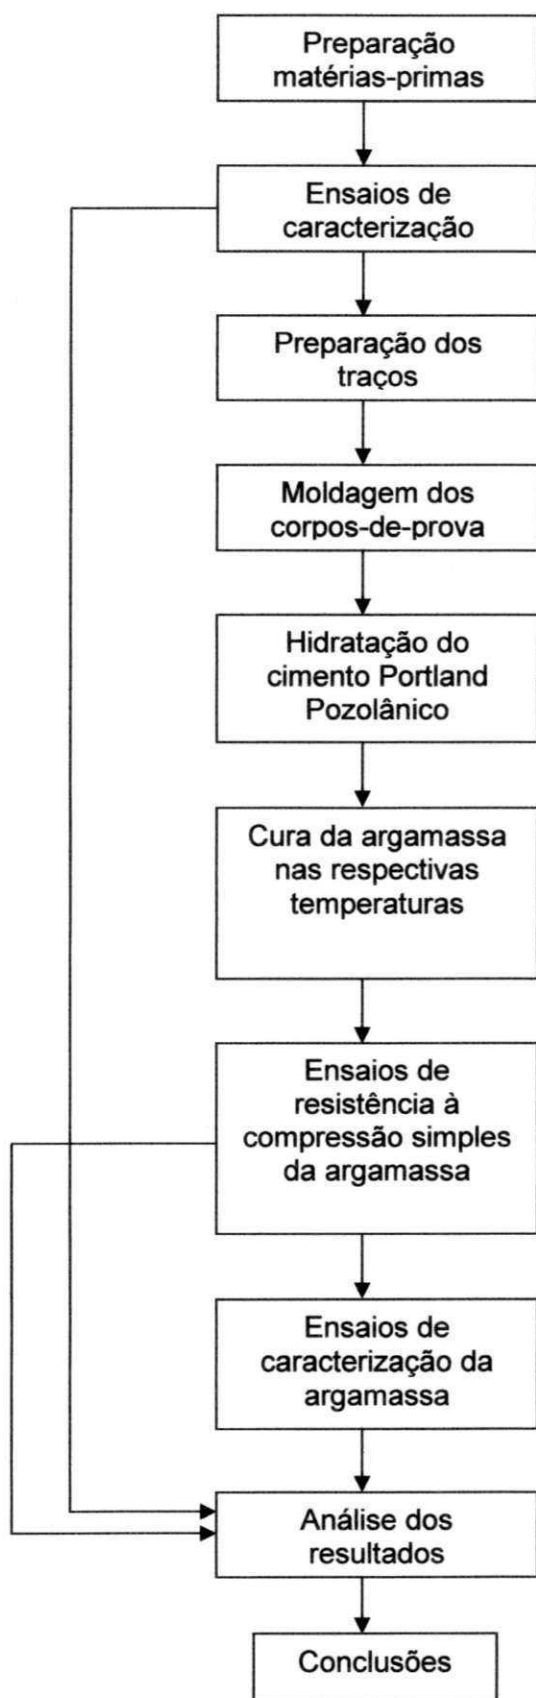 Preparação
matérias-primas
Ensaios de
caracterização
Preparação dos
traços
Moldagem dos
corpos-de-prova
Hidratação do
cimento Portland
Pozolânico
Cura da argamassa
nas respectivas
temperaturas
Ensaios de
resistência à
compressão simples
da argamassa
Ensaios de
caracterização da
argamassa
Análise dos
resultados
Conclusões